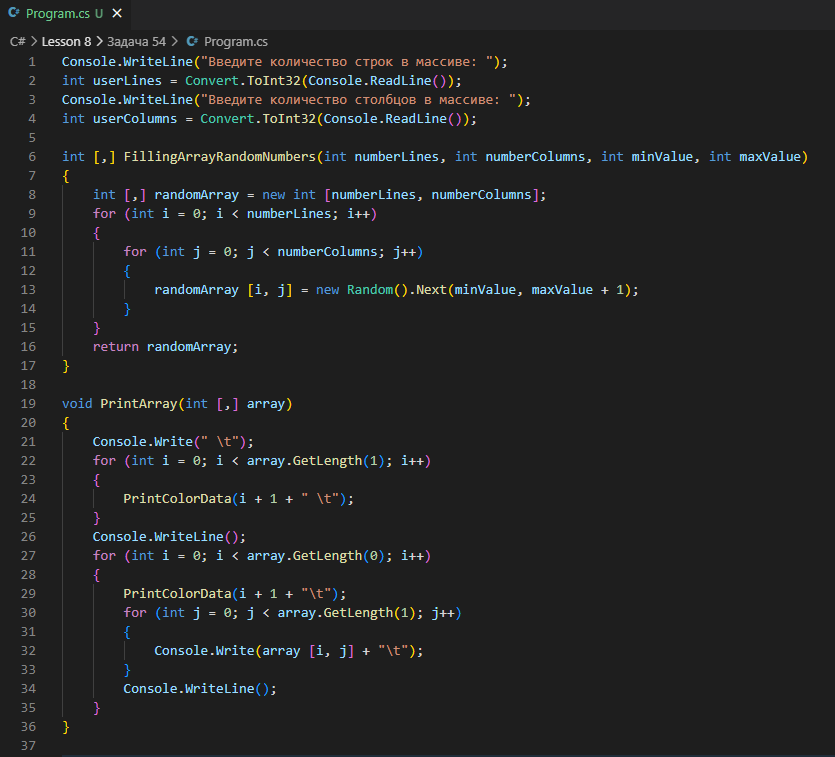 C# Program.cs U ✕
C# > Lesson 8 > Задача 54 > C# Program.cs
1 Console.WriteLine("Введите количество строк в массиве: ");
2 int userLines = Convert.ToInt32(Console.ReadLine());
3 Console.WriteLine("Введите количество столбцов в массиве: ");
4 int userColumns = Convert.ToInt32(Console.ReadLine());
5
6 int [,] FillingArrayRandomNumbers(int numberLines, int numberColumns, int minValue, int maxValue)
7 {
8     int [,] randomArray = new int [numberLines, numberColumns];
9     for (int i = 0; i < numberLines; i++)
10     {
11         for (int j = 0; j < numberColumns; j++)
12         {
13             randomArray [i, j] = new Random().Next(minValue, maxValue + 1);
14         }
15     }
16     return randomArray;
17 }
18
19 void PrintArray(int [,] array)
20 {
21     Console.Write(" \t");
22     for (int i = 0; i < array.GetLength(1); i++)
23     {
24         PrintColorData(i + 1 + " \t");
25     }
26     Console.WriteLine();
27     for (int i = 0; i < array.GetLength(0); i++)
28     {
29         PrintColorData(i + 1 + "\t");
30         for (int j = 0; j < array.GetLength(1); j++)
31         {
32             Console.Write(array [i, j] + "\t");
33         }
34         Console.WriteLine();
35     }
36 }
37